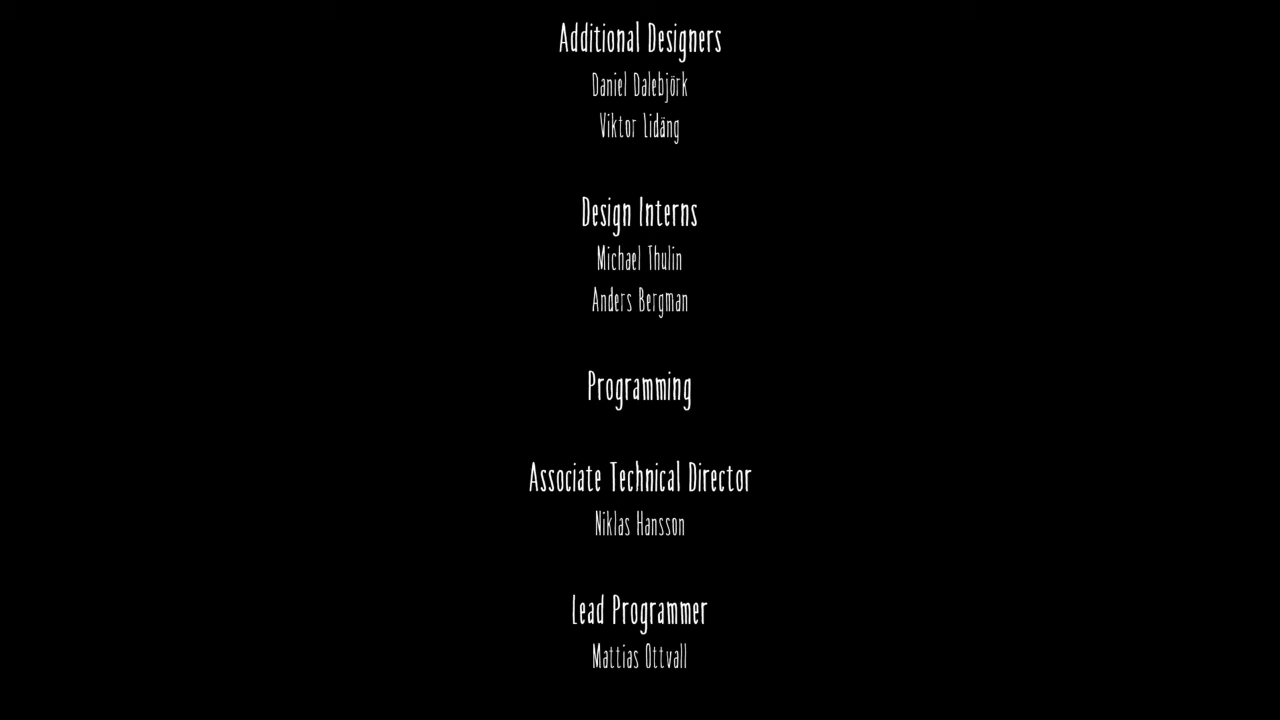 Additional Designers
Daniel Dalebjörk
Viktor Lidäng
Design Interns
Michael Thulin
Anders Bergman
Programming
Associate Technical Director
Niklas Hansson
Lead Programmer
Mattias Ottvall